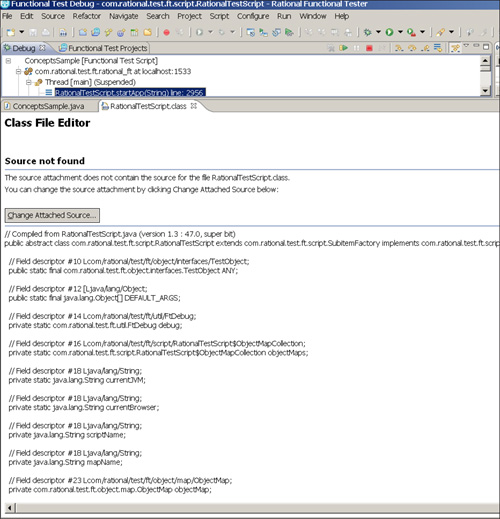 Functional Test Debug - com.rational.test.ft.script.RationalTestScript - Rational Functional Tester
File Edit Source Refactor Navigate Search Project Script Configure Run Window Help
Debug Functional Test Projects
ConceptsSample [Functional Test Script]
com.rational.test.ft.rational_ft at localhost:1533
Thread [main] (Suspended)
RationalTestScript.startApp(String) line: 2956
ConceptsSample.java RationalTestScript.class
Class File Editor
Source not found
The source attachment does not contain the source for the file RationalTestScript.class.
You can change the source attachment by clicking Change Attached Source below:
Change Attached Source...
// Compiled from RationalTestScript.java (version 1.3 : 47.0, super bit)
public abstract class com.rational.test.ft.script.RationalTestScript extends com.rational.test.ft.script.SubitemFactory implements com.rational.test.ft.scrip
// Field descriptor #10 Lcom/rational/test/ft/object/interfaces/TestObject;
public static final com.rational.test.ft.object.interfaces.TestObject ANY;
// Field descriptor #12 [Ljava/lang/Object;
public static final java.lang.Object[] DEFAULT_ARGS;
// Field descriptor #14 Lcom/rational/test/ft/util/FtDebug;
private static com.rational.test.ft.util.FtDebug debug;
// Field descriptor #16 Lcom/rational/test/ft/script/RationalTestScript$ObjectMapCollection;
private static com.rational.test.ft.script.RationalTestScript$ObjectMapCollection objectMaps;
// Field descriptor #18 Ljava/lang/String;
private static java.lang.String currentJVM;
// Field descriptor #18 Ljava/lang/String;
private static java.lang.String currentBrowser;
// Field descriptor #18 Ljava/lang/String;
private java.lang.String scriptName;
// Field descriptor #18 Ljava/lang/String;
private java.lang.String mapName;
// Field descriptor #23 Lcom/rational/test/ft/object/map/ObjectMap;
private com.rational.test.ft.object.map.ObjectMap objectMap;